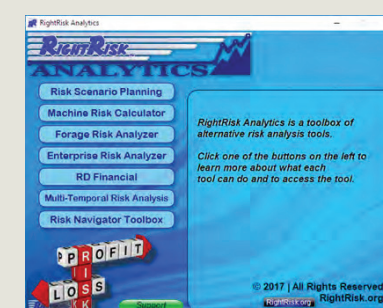 RightRisk Analytics
RIGHTRISK
ANALYTICS
Risk Scenario Planning
Machine Risk Calculator
Forage Risk Analyzer
Enterprise Risk Analyzer
RD Financial
Multi-Temporal Risk Analysis
Risk Navigator Toolbox
RightRisk Analytics is a toolbox of
alternative risk analysis tools.
Click one of the buttons on the left to
learn more about what each
tool can do and to access the tool.
PROFIT
RISK
LOSS
Support
© 2017 | All Rights Reserved
RightRisk.org
RightRisk.org